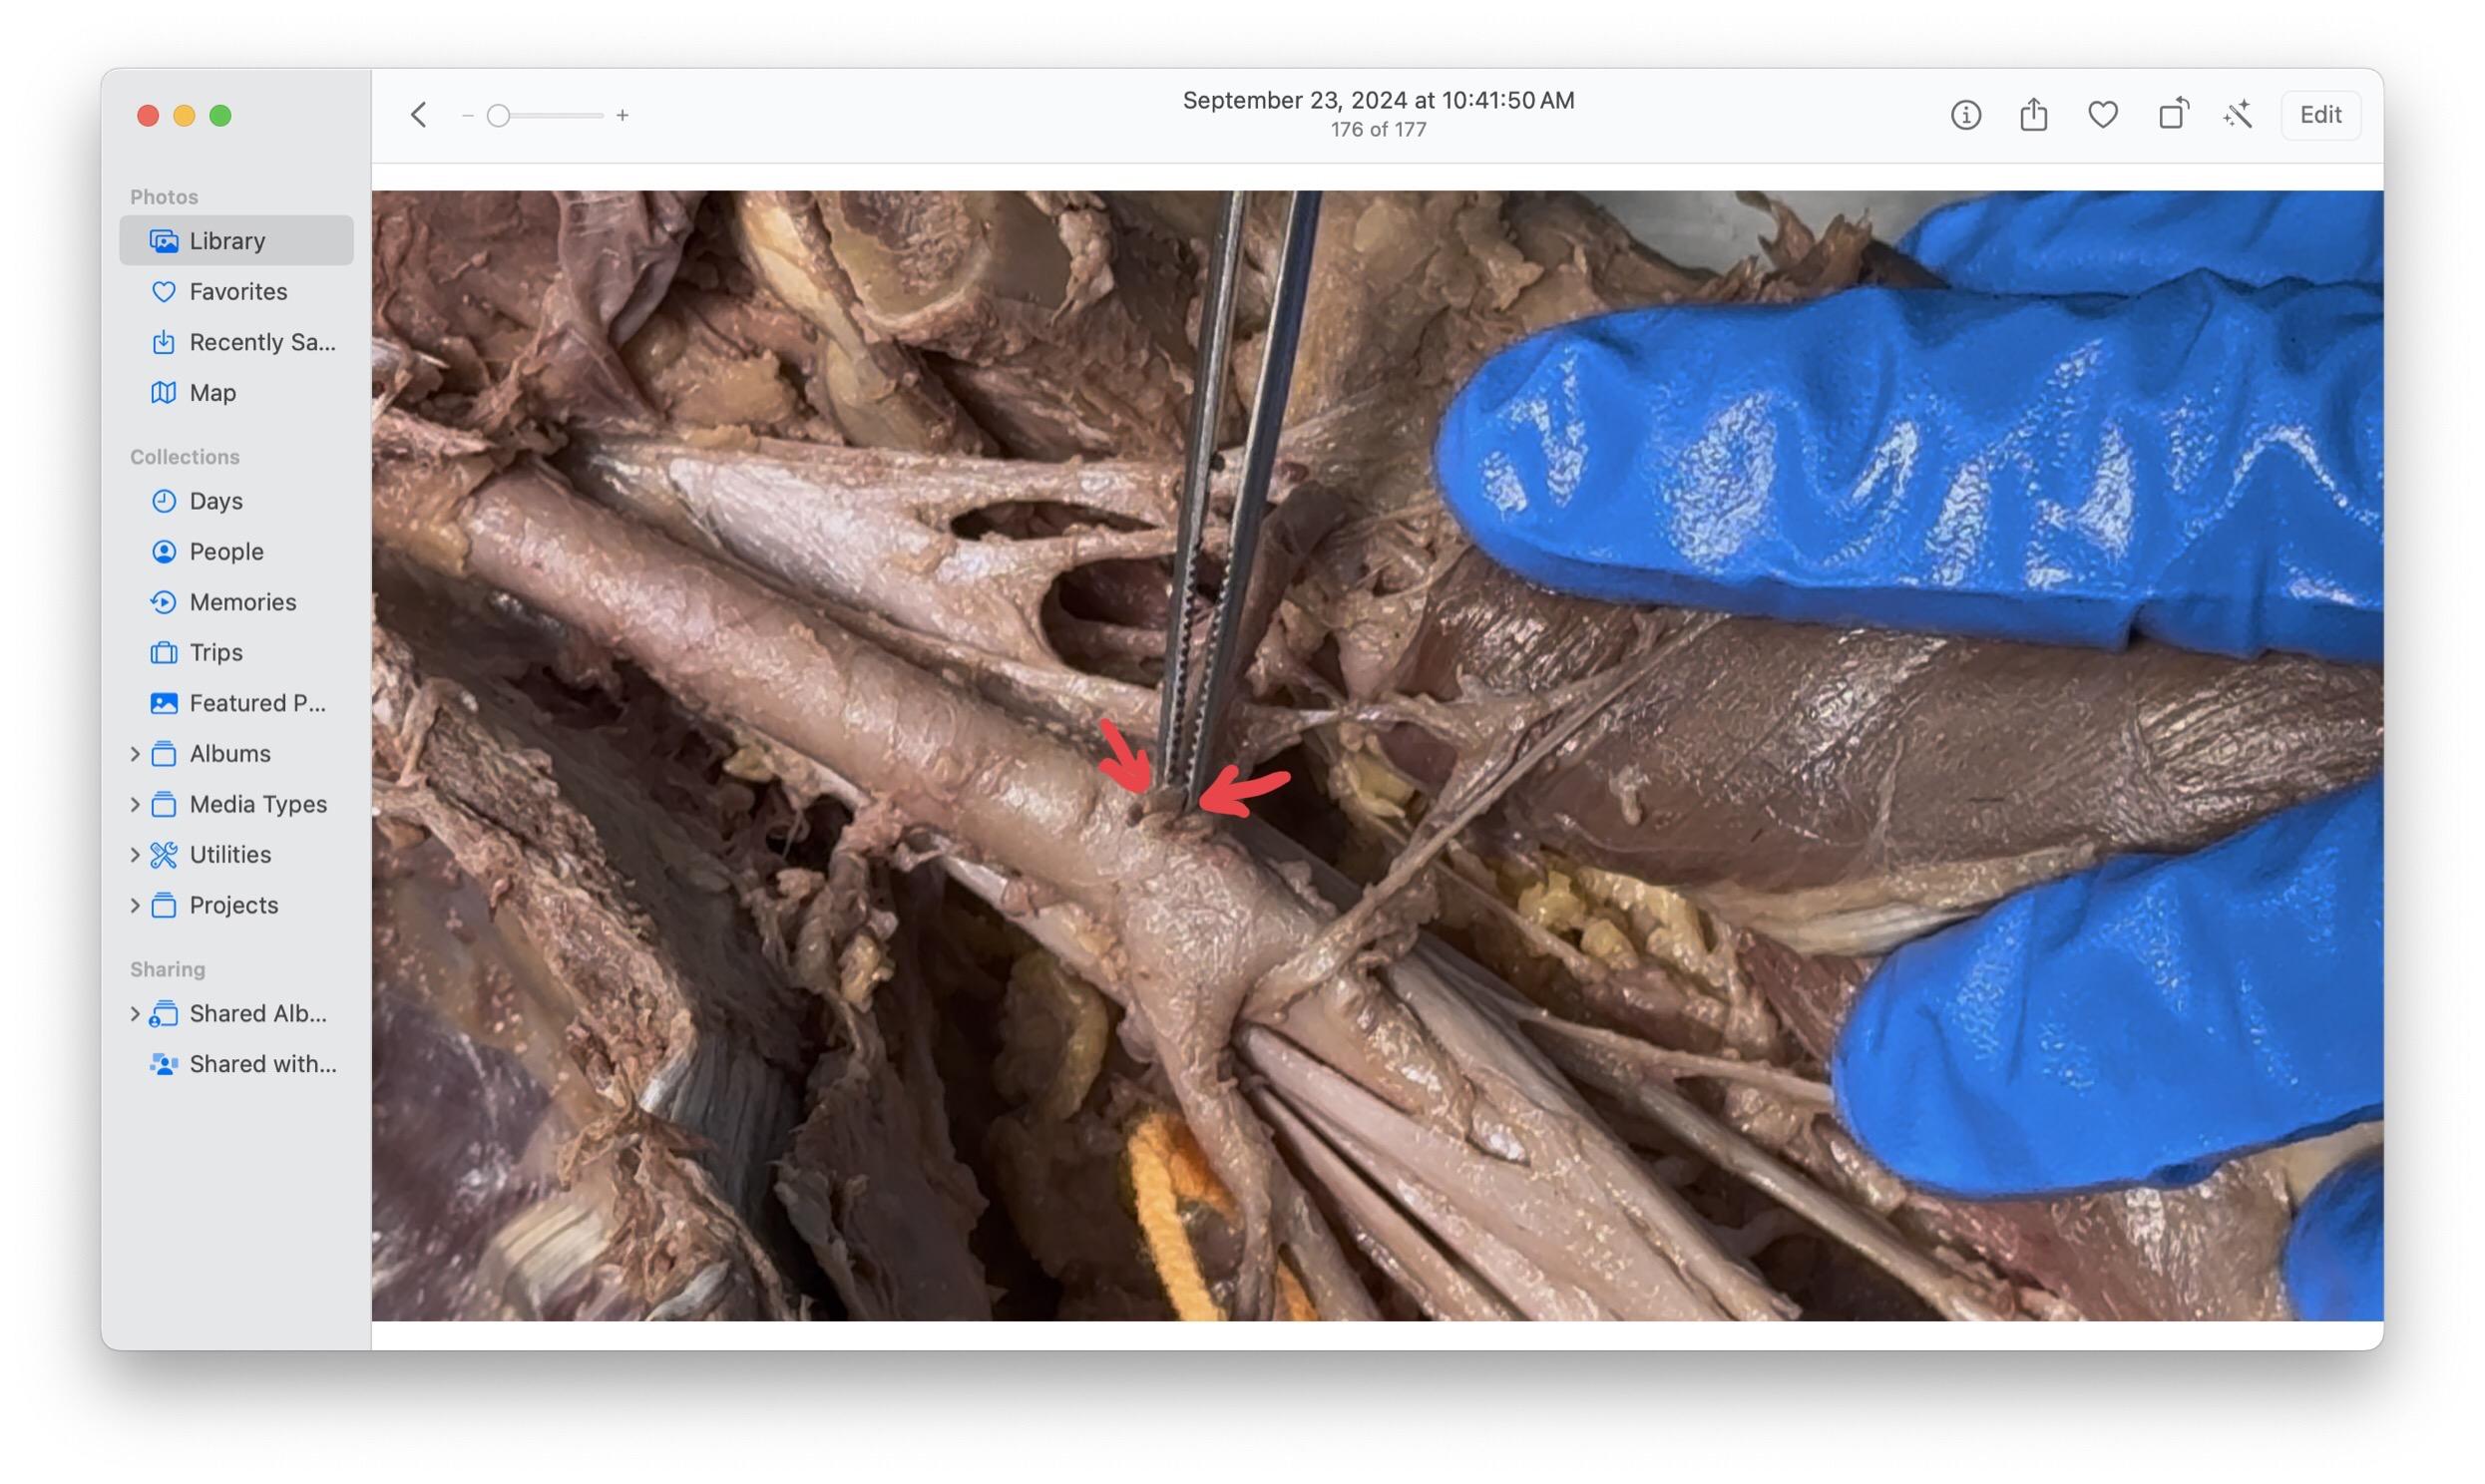 September 23, 2024 at 10:41:50 AM
176 of 177
Edit
Photos
Library
Favorites
Recently Sa...
Map
Collections
Days
People
Memories
Trips
Featured P...
Albums
Media Types
Utilities
Projects
Sharing
Shared Alb...
Shared with...